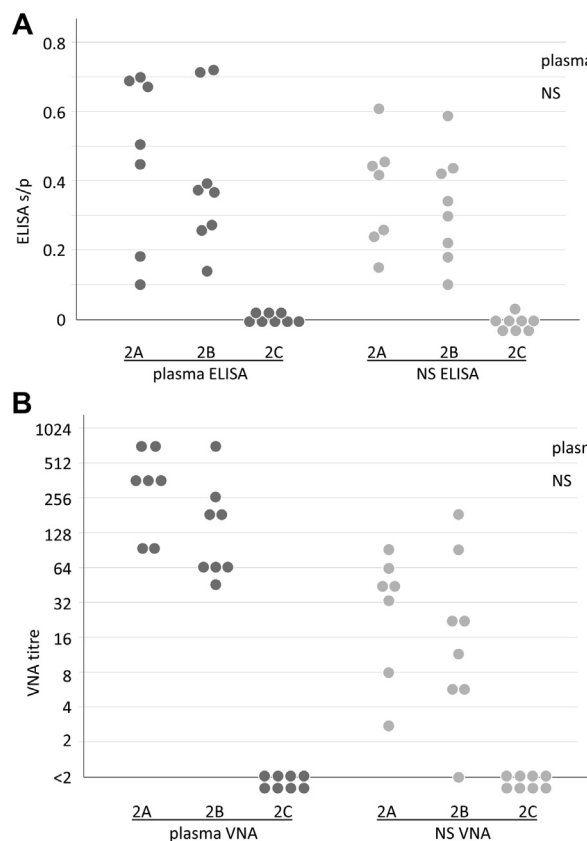 A
0.8
plasma
NS
0.6
0.4
0.2
0
ELISA s/p
2A 2B 2C 2A 2B 2C
plasma ELISA NS ELISA
B
1024
plasm
512
NS
256
128
64
32
16
8
4
2
<2
VNA titre
2A 2B 2C 2A 2B 2C
plasma VNA NS VNA